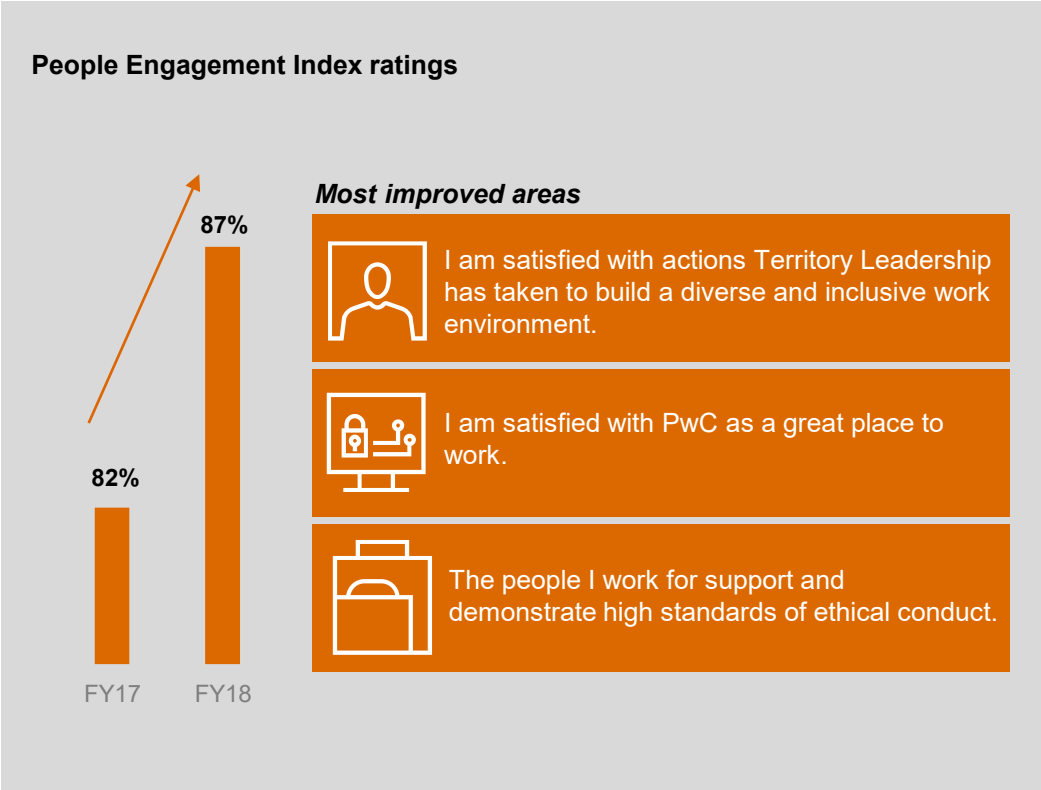 People Engagement Index ratings
87%
82%
FY17
FY18
Most improved areas
I am satisfied with actions Territory Leadership
has taken to build a diverse and inclusive work
environment.
I am satisfied with PwC as a great place to
work.
The people I work for support and
demonstrate high standards of ethical conduct.